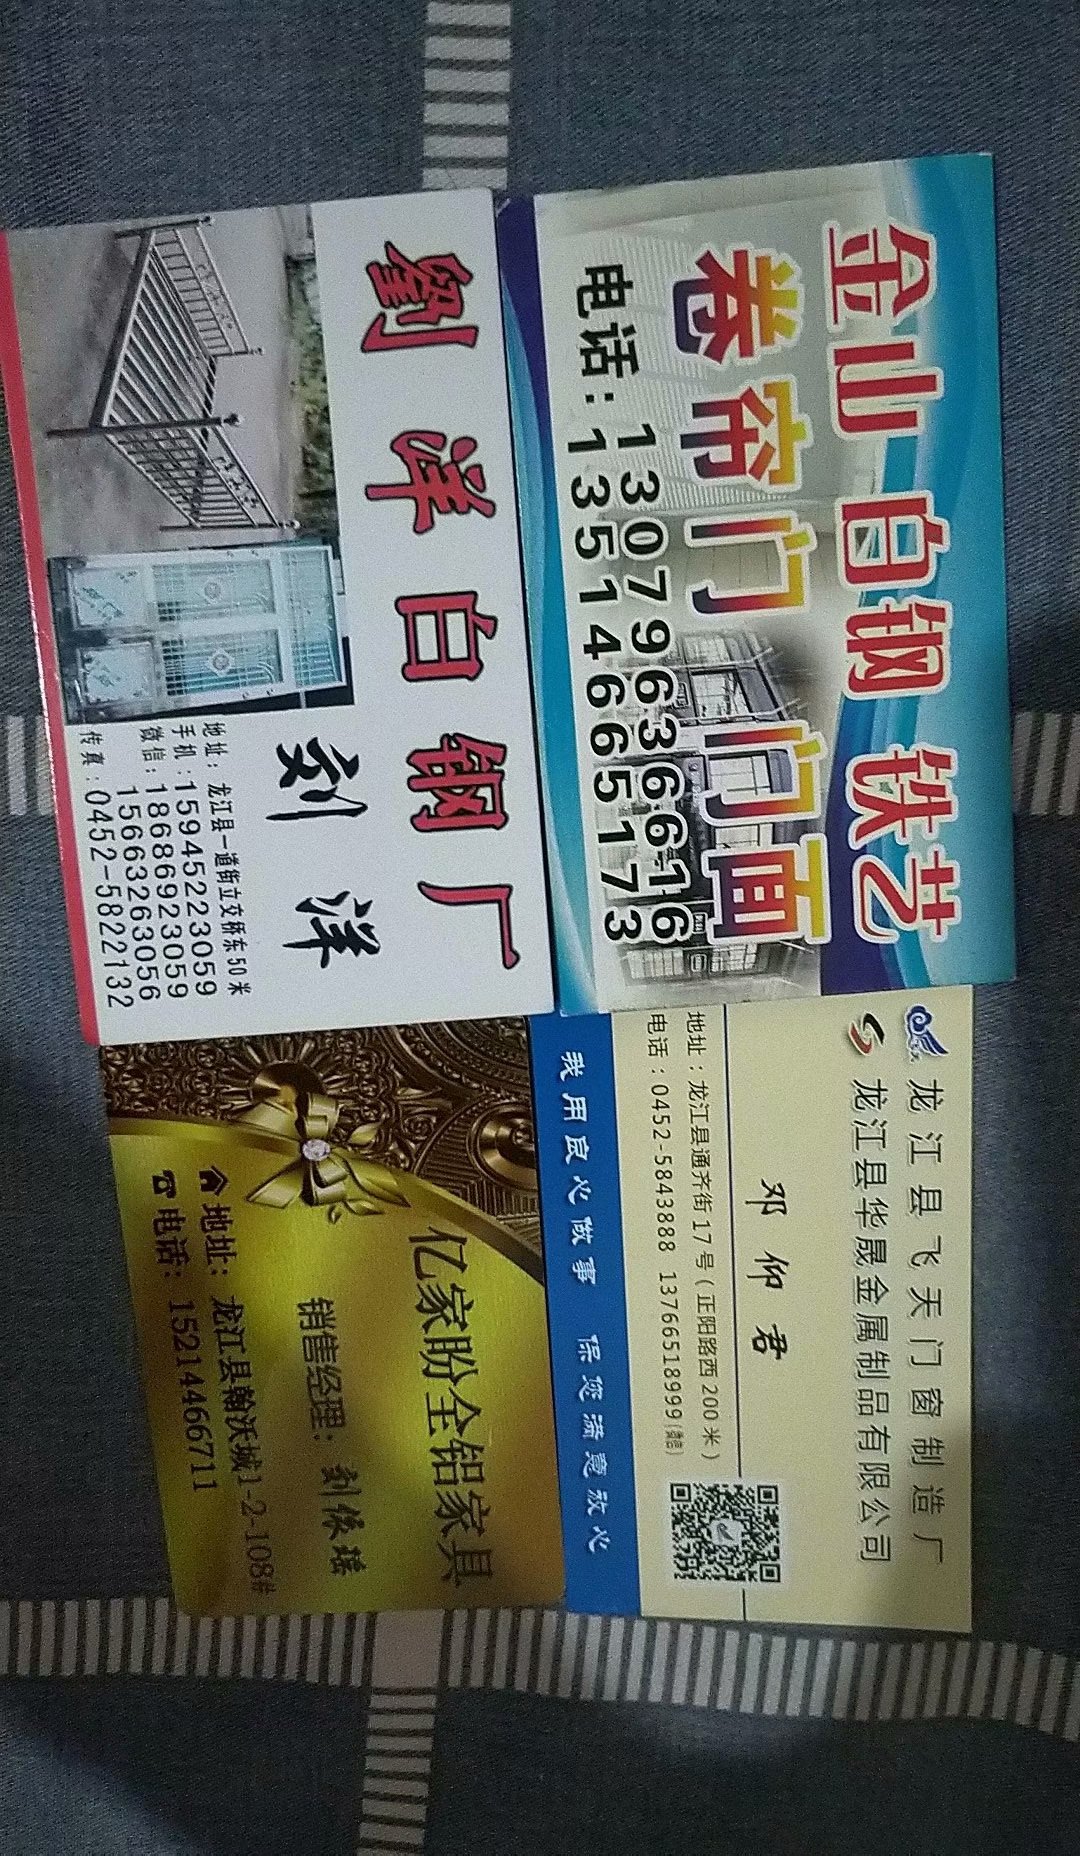 金山白钢 铁艺
卷帘门 门面
电话：13079636616
13514665173
劉洋白钢厂
刘洋
地址：龙江县一道街立交桥东50米
手机：15945223059
微信：18686923059
15663263056
传真：0452-5822132
龙江县飞天门窗制造厂
龙江县华晟金属制品有限公司
邓仰君
地址：龙江县通齐街17号（正阳路西200米）
电话：0452-5843888 13766518999(微信)
我用良心做事 保您满意放心
亿家盼全铝家具
销售经理：刘保瑶
地址：龙江县瀚沃城1-2-108#
电话：15214466711